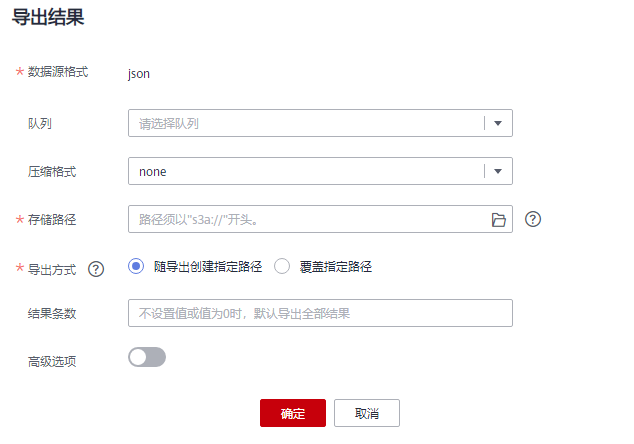 导出结果
* 数据源格式 json
队列 请选择队列
压缩格式 none
* 存储路径 路径须以"s3a://"开头。 ?
* 导出方式 ? 随导出创建指定路径 覆盖指定路径
结果条数 不设置值或值为0时，默认导出全部结果
高级选项
确定 取消